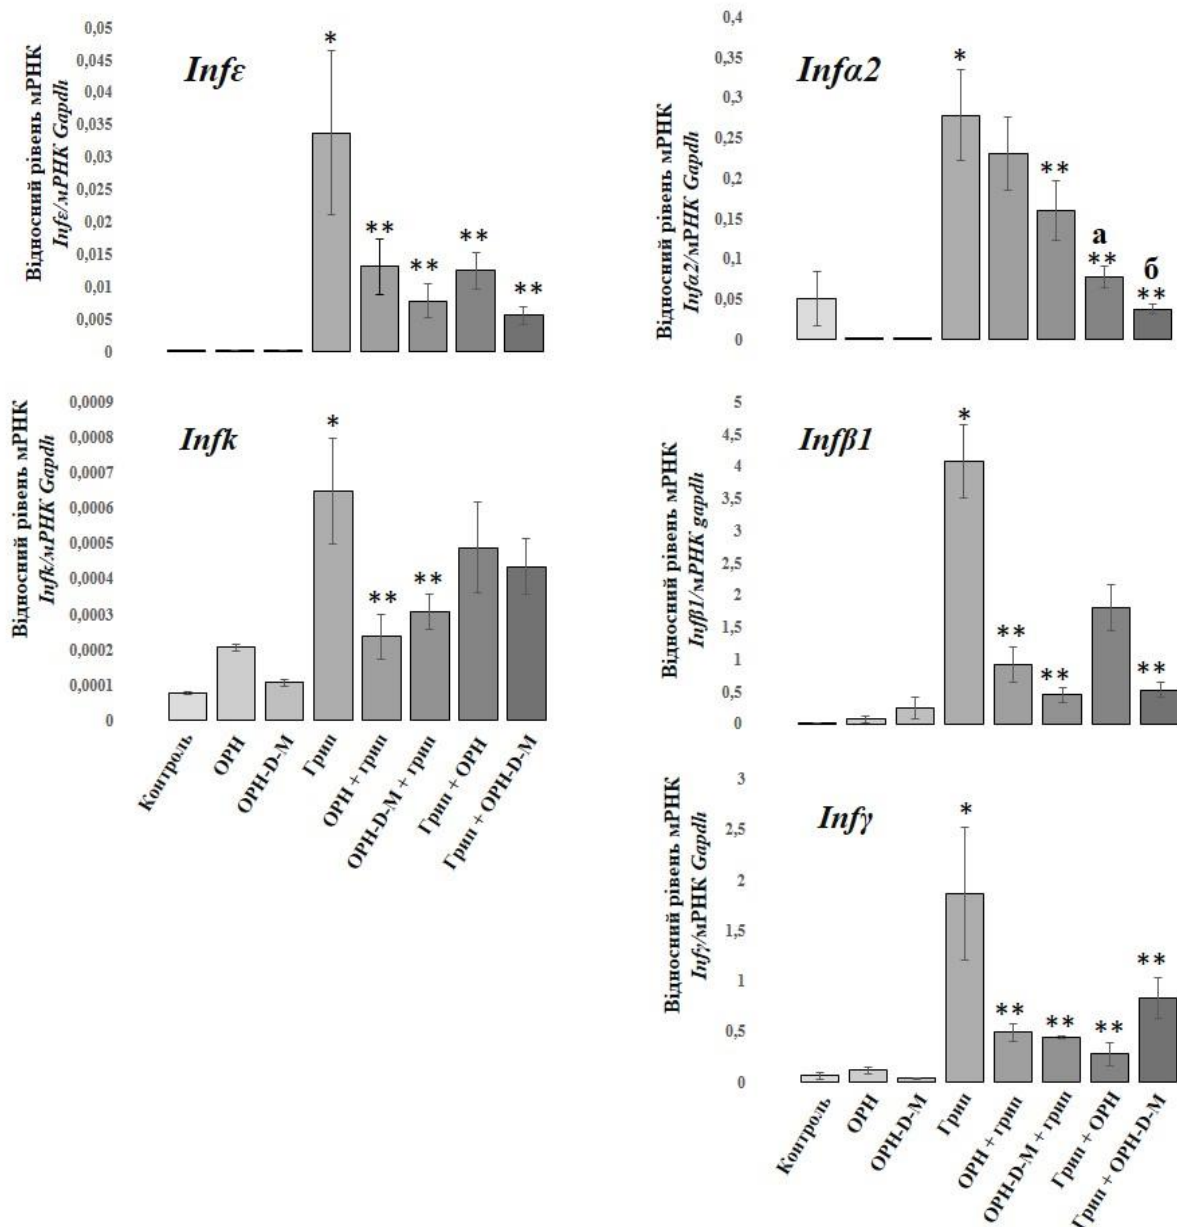 Відносний рівень мРНК
Infε/мРНК Gapdh
0,05
0,045
0,04
0,035
0,03
0,025
0,02
0,015
0,01
0,005
0
Infε
*
**
**
**
**
Відносний рівень мРНК
Infα2/мРНК Gapdh
0,4
0,35
0,3
0,25
0,2
0,15
0,1
0,05
0
Infα2
*
**
а
**
б
**
Відносний рівень мРНК
Infk/мРНК Gapdh
0,0009
0,0008
0,0007
0,0006
0,0005
0,0004
0,0003
0,0002
0,0001
0
Infk
*
**
**
Контроль
ОРН
ОРН-D-M
Грип
ОРН + грип
ОРН-D-M + грип
Грип + ОРН
Грип + ОРН-D-M
Відносний рівень мРНК
Infβ1/мРНК gapdh
5
4,5
4
3,5
3
2,5
2
1,5
1
0,5
0
Infβ1
*
**
**
**
Відносний рівень мРНК
Infγ/мРНК Gapdh
3
2,5
2
1,5
1
0,5
0
Infγ
*
**
**
**
**
Контроль
ОРН
ОРН-D-M
Грип
ОРН + грип
ОРН-D-M + грип
Грип + ОРН
Грип + ОРН-D-M